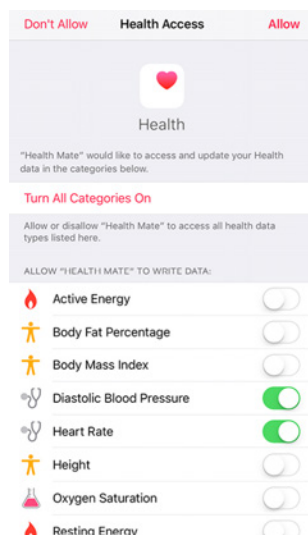 Don't Allow Health Access Allow
Health
"Health Mate" would like to access and update your Health
data in the categories below.
Turn All Categories On
Allow or disallow "Health Mate" to access all health data
types listed here.
ALLOW "HEALTH MATE" TO WRITE DATA:
Active Energy
Body Fat Percentage
Body Mass Index
Diastolic Blood Pressure
Heart Rate
Height
Oxygen Saturation
Resting Energy